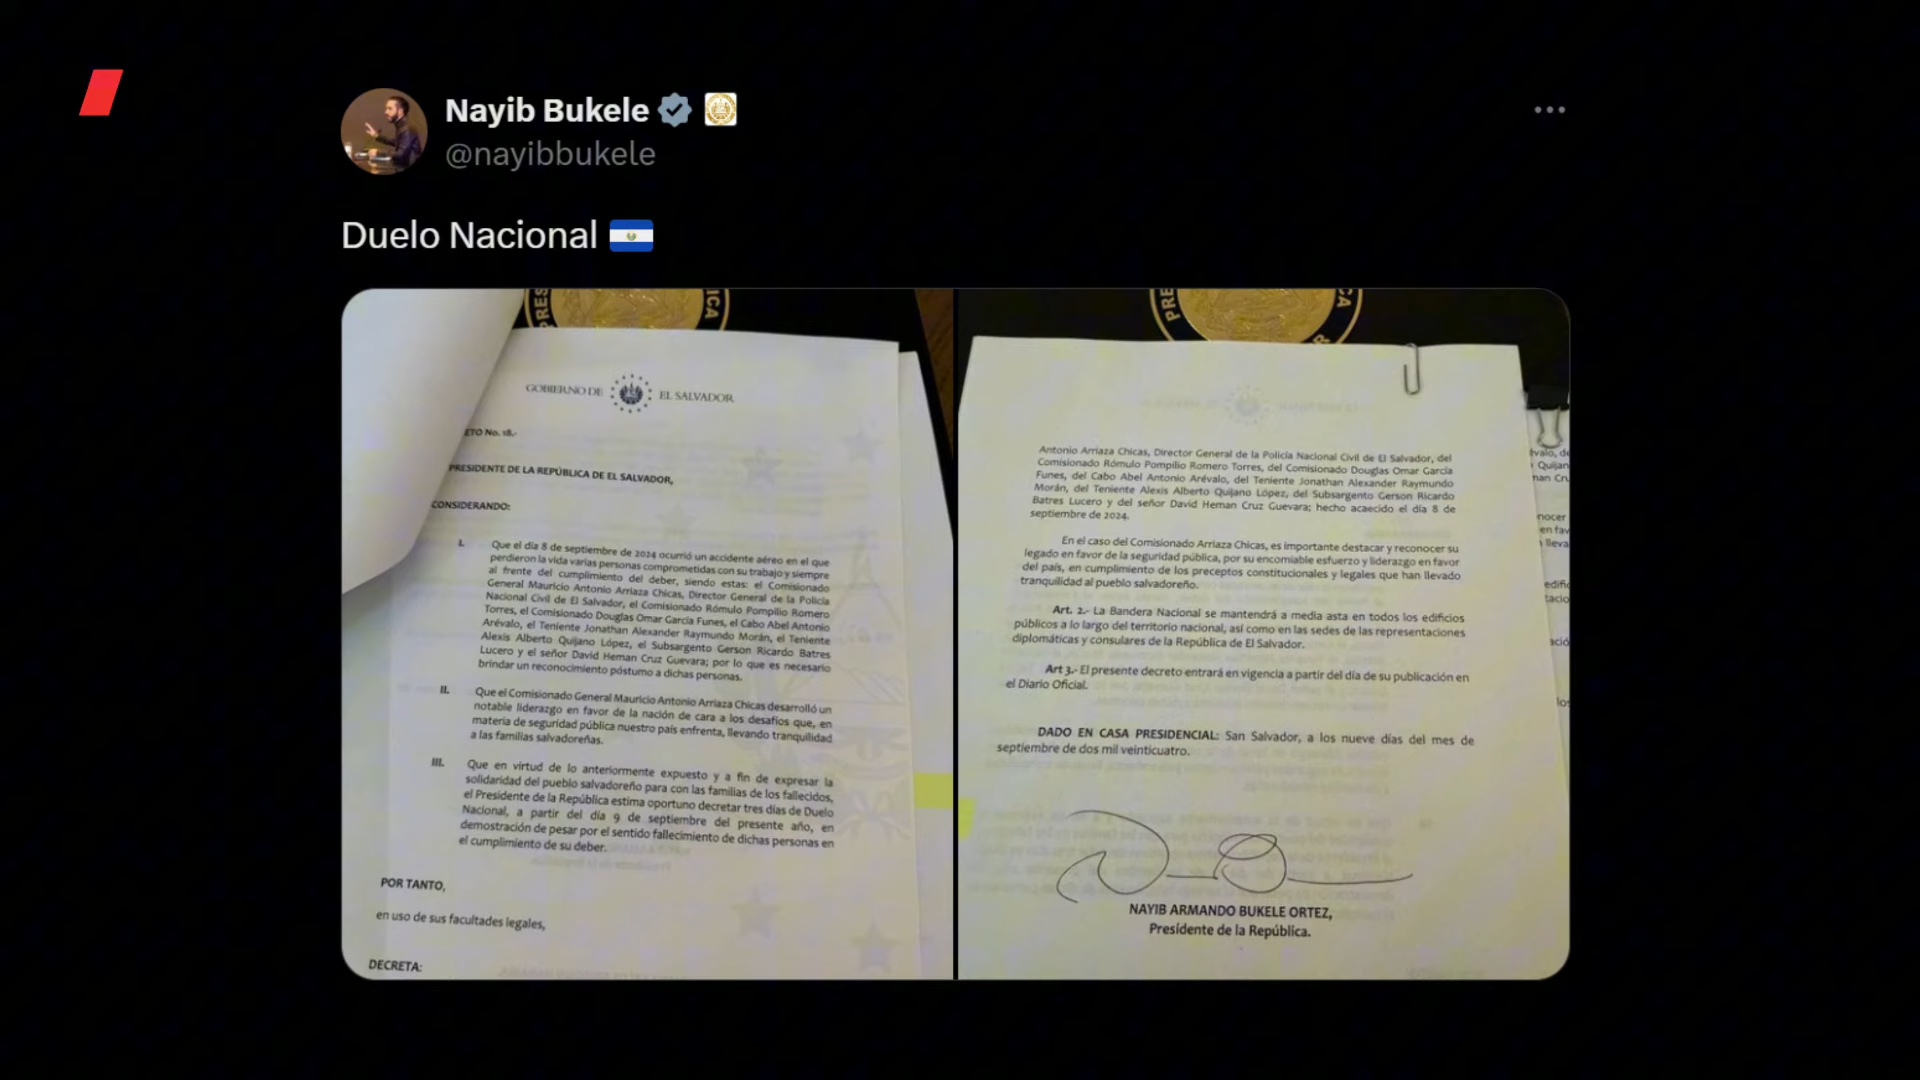 Nayib Bukele
@nayibbukele
Duelo Nacional
GOBIERNO DE EL SALVADOR
ETO No. 18.-
PRESIDENTE DE LA REPÚBLICA DE EL SALVADOR,
CONSIDERANDO:
I. Que el día 8 de septiembre de 2024 ocurrió un accidente aéreo en el que
perdieron la vida varias personas comprometidas con su trabajo y siempre
al frente del cumplimiento del deber, siendo estas: el Comisionado
General Mauricio Antonio Arriaza Chicas, Director General de la Policía
Nacional Civil de El Salvador, el Comisionado Rómulo Pompilio Romero
Torres, el Comisionado Douglas Omar García Funes, el Cabo Abel Antonio
Arévalo, el Teniente Jonathan Alexander Raymundo Morán, el Teniente
Alexis Alberto Quijano López, el Subsargento Gerson Ricardo Batres
Lucero y el señor David Heman Cruz Guevara; por lo que es necesario
brindar un reconocimiento póstumo a dichas personas.
II. Que el Comisionado General Mauricio Antonio Arriaza Chicas desarrolló un
notable liderazgo en favor de la nación de cara a los desafíos que, en
materia de seguridad pública nuestro país enfrenta, llevando tranquilidad
a las familias salvadoreñas.
III. Que en virtud de lo anteriormente expuesto y a fin de expresar la
solidaridad del pueblo salvadoreño para con las familias de los fallecidos,
el Presidente de la República estima oportuno decretar tres días de Duelo
Nacional, a partir del día 9 de septiembre del presente año, en
demostración de pesar por el sentido fallecimiento de dichas personas en
el cumplimiento de su deber.
POR TANTO,
en uso de sus facultades legales,
DECRETA:
Antonio Arriaza Chicas, Director General de la Policía Nacional Civil de El Salvador, del
Comisionado Rómulo Pompilio Romero Torres, del Comisionado Douglas Omar García
Funes, del Cabo Abel Antonio Arévalo, del Teniente Jonathan Alexander Raymundo
Morán, del Teniente Alexis Alberto Quijano López, del Subsargento Gerson Ricardo
Batres Lucero y del señor David Heman Cruz Guevara; hecho acaecido el día 8 de
septiembre de 2024.
En el caso del Comisionado Arriaza Chicas, es importante destacar y reconocer su
legado en favor de la seguridad pública, por su encomiable esfuerzo y liderazgo en favor
del país, en cumplimiento de los preceptos constitucionales y legales que han llevado
tranquilidad al pueblo salvadoreño.
Art. 2.- La Bandera Nacional se mantendrá a media asta en todos los edificios
públicos a lo largo del territorio nacional, así como en las sedes de las representaciones
diplomáticas y consulares de la República de El Salvador.
Art 3.- El presente decreto entrará en vigencia a partir del día de su publicación en
el Diario Oficial.
DADO EN CASA PRESIDENCIAL: San Salvador, a los nueve días del mes de
septiembre de dos mil veinticuatro.
NAYIB ARMANDO BUKELE ORTEZ,
Presidente de la República.